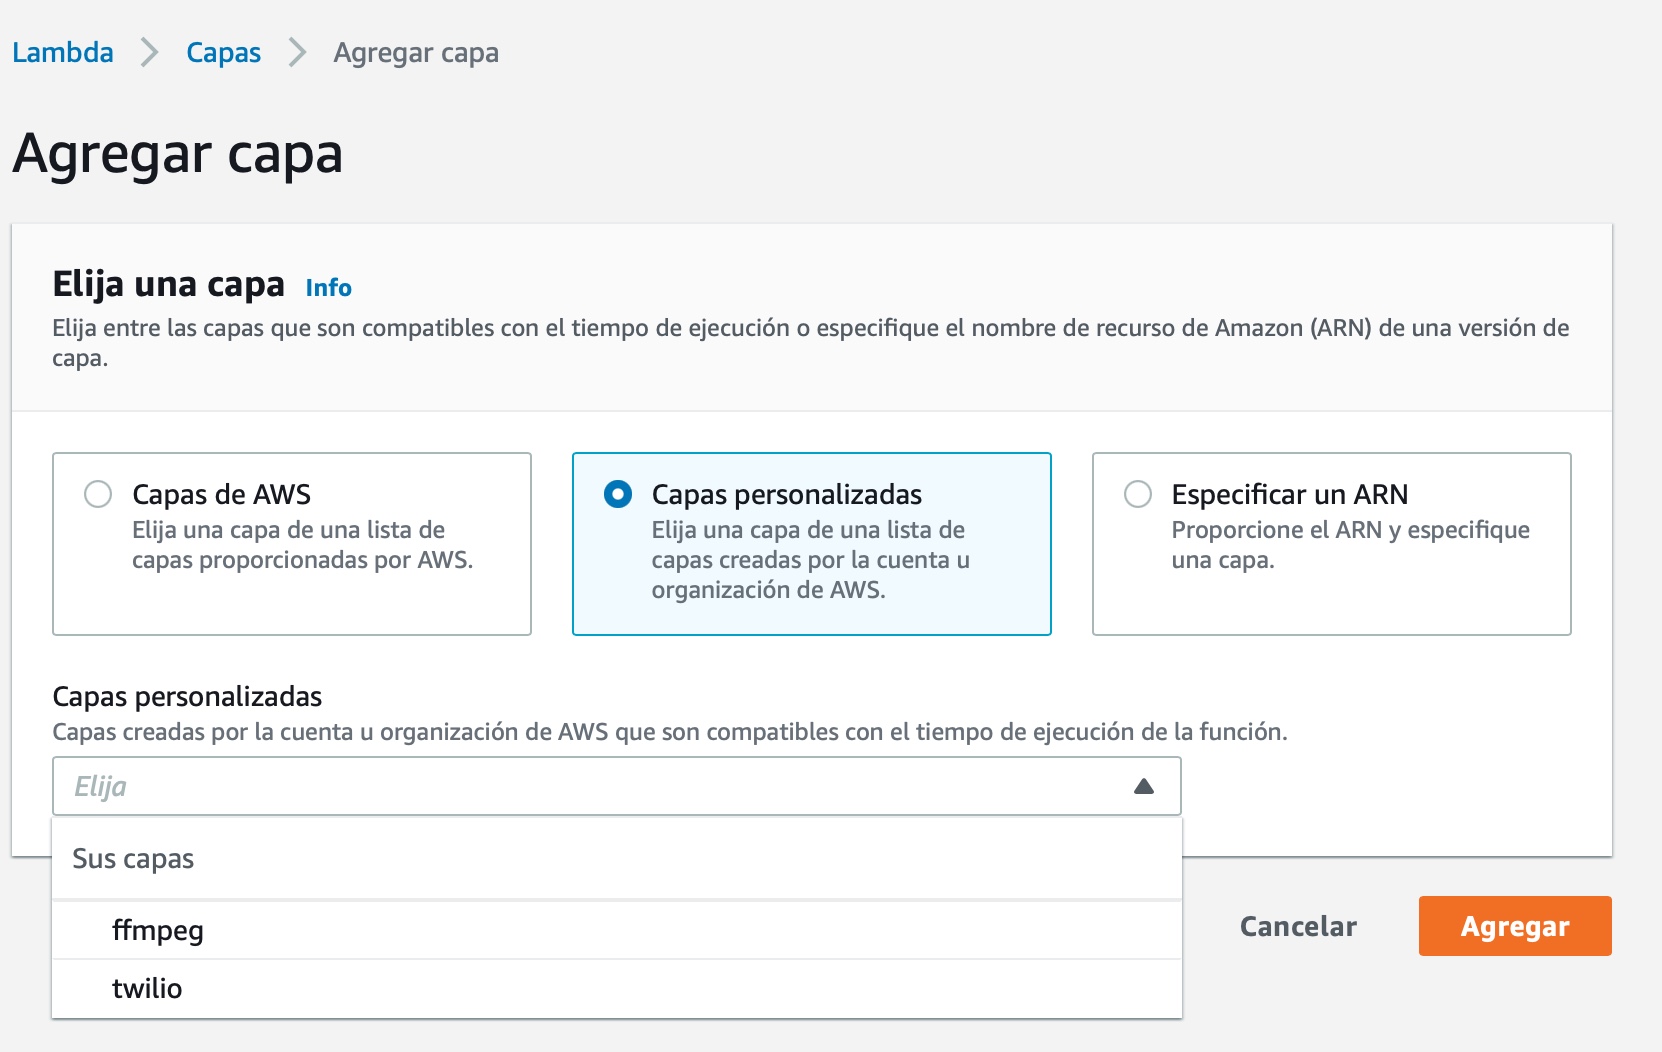 Lambda > Capas > Agregar capa
Agregar capa
Elija una capa Info
Elija entre las capas que son compatibles con el tiempo de ejecución o especifique el nombre de recurso de Amazon (ARN) de una versión de
capa.
Capas de AWS
Elija una capa de una lista de
capas proporcionadas por AWS.
Capas personalizadas
Elija una capa de una lista de
capas creadas por la cuenta u
organización de AWS.
Especificar un ARN
Proporcione el ARN y especifique
una capa.
Capas personalizadas
Capas creadas por la cuenta u organización de AWS que son compatibles con el tiempo de ejecución de la función.
Elija
Sus capas
ffmpeg
twilio
Cancelar
Agregar